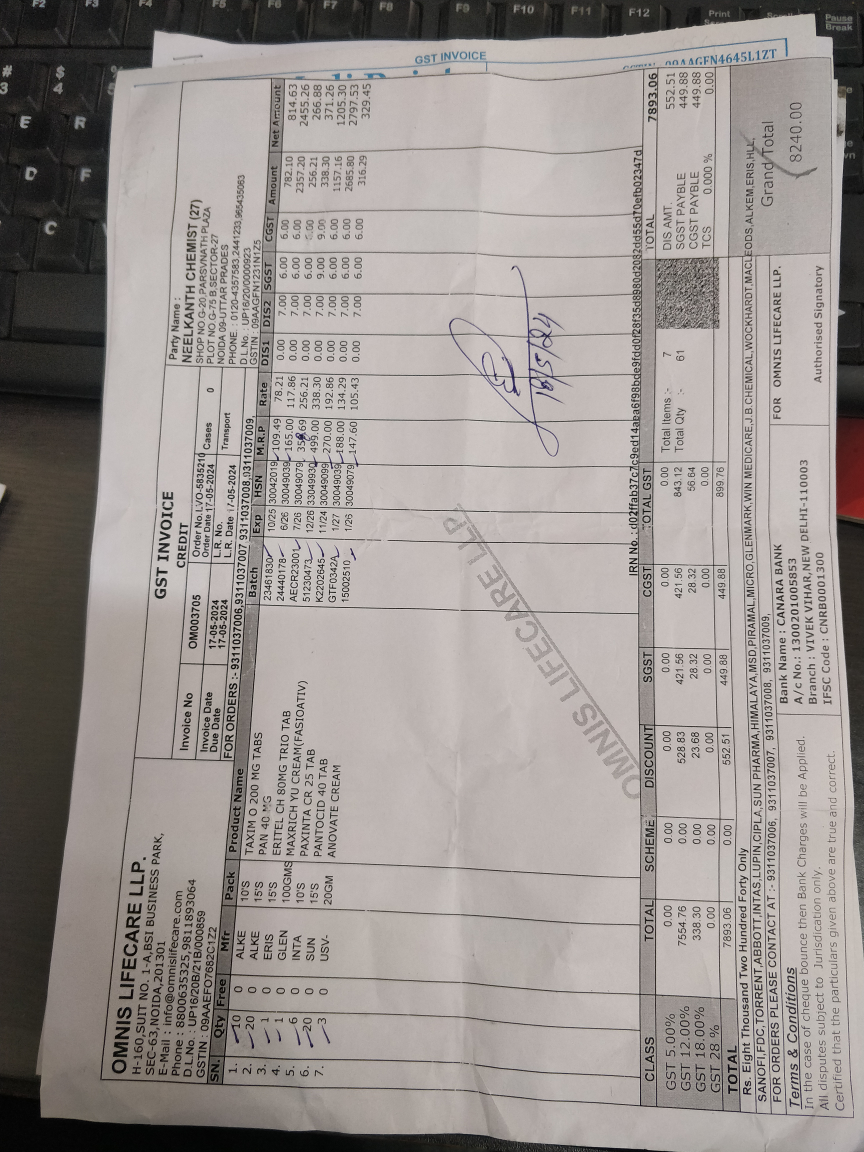 GST INVOICE
09AAGFN4645L1ZT
GST INVOICE
OMNIS LIFECARE LLP.
H-160,SUIT NO. 1-A,BSI BUSINESS PARK,
SEC-63,NOIDA,201301
E-Mail : info@omnislifecare.com
Phone : 8800635325,9811893064
D.L.No. : UP16/20B/21B/000859
GSTIN : 09AAEFO7682C1Z2
CREDIT
Invoice No OM003705 Order No. LVO-5835210
Order Date 17-05-2024 Cases 0
Invoice Date 17-05-2024 L.R. No.
Due Date 17-05-2024 L.R. Date 17-05-2024 Transport
FOR ORDERS :- 9311037006,9311037007,9311037008,9311037009,
Party Name :
NEELKANTH CHEMIST (27)
SHOP NO.G-20,PARSVNATH PLAZA
PLOT NO.G-75 B,SECTOR-27
NOIDA 09-UTTAR PRADES
PHONE : 0120-4357583,2441233,965435063
D.L.No. : UP16/20/0000923
GSTIN : 09AAGFN1231N1Z5
SN. Qty Free Mfr Pack Product Name Batch Exp HSN M.R.P Rate DIS1 DIS2 SGST CGST Amount Net Amount
1. 10 0 ALKE 10'S TAXIM O 200 MG TABS 23461830 10/25 30042019 109.49 78.21 0.00 7.00 6.00 6.00 782.10 814.63
2. 20 0 ALKE 15'S PAN 40 MG 24440178 6/26 30049039 165.00 117.86 0.00 7.00 6.00 6.00 2357.20 2455.26
3. 1 0 ERIS 15'S ERITEL CH 80MG TRIO TAB AECR23001 7/26 30049079 256.21 0.00 7.00 6.00 6.00 256.21 266.88
4. 1 0 GLEN 100GMS MAXRICH YU CREAM(FASIOATIV) 51230473 12/26 33049930 499.00 338.30 0.00 7.00 9.00 9.00 338.30 371.26
5. 6 0 INTA 10'S PAXINTA CR 25 TAB K2202645 11/24 30049099 270.00 192.86 0.00 7.00 6.00 6.00 1157.16 1205.30
6. 20 0 SUN 15'S PANTOCID 40 TAB GTF0342A 1/27 30049039 188.00 134.29 0.00 7.00 6.00 6.00 2685.80 2797.53
7. 3 0 USV- 20GM ANOVATE CREAM 15002510 1/26 30049079 147.60 105.43 0.00 7.00 6.00 6.00 316.29 329.45
18/5/24
OMNIS LIFECARE LLP
CLASS TOTAL SCHEME DISCOUNT SGST CGST TOTAL GST
GST 5.00% 0.00 0.00 0.00 0.00 0.00 0.00
GST 12.00% 7554.76 0.00 528.83 421.56 421.56 843.12
GST 18.00% 338.30 0.00 23.68 28.32 28.32 56.64
GST 28 % 0.00 0.00 0.00 0.00 0.00 0.00
TOTAL 7893.06 0.00 552.51 449.88 449.88 899.76
Total Items :- 7
Total Qty :- 61
TOTAL 7893.06
DIS AMT. 552.51
SGST PAYBLE 449.88
CGST PAYBLE 449.88
TCS 0.000 % 0.00
Rs. Eight Thousand Two Hundred Forty Only
SANOFI,FDC,TORRENT,ABBOTT,INTAS,LUPIN,CIPLA,SUN PHARMA,HIMALAYA,MSD,PIRAMAL,MICRO,GLENMARK,WIN MEDICARE,J.B.CHEMICAL,WOCKHARDT,MACLEODS,ALKEM,ERIS,HLL,
FOR ORDERS PLEASE CONTACT AT :- 9311037006, 9311037007, 9311037008, 9311037009,
Grand Total
8240.00
Terms & Conditions
In the case of cheque bounce then Bank Charges will be Applied.
All disputes subject to Jurisdication only.
Certified that the particulars given above are true and correct.
Bank Name : CANARA BANK
A/c No.: 1300201005853
Branch : VIVEK VIHAR,NEW DELHI-110003
IFSC Code : CNRB0001300
FOR OMNIS LIFECARE LLP.
Authorised Signatory